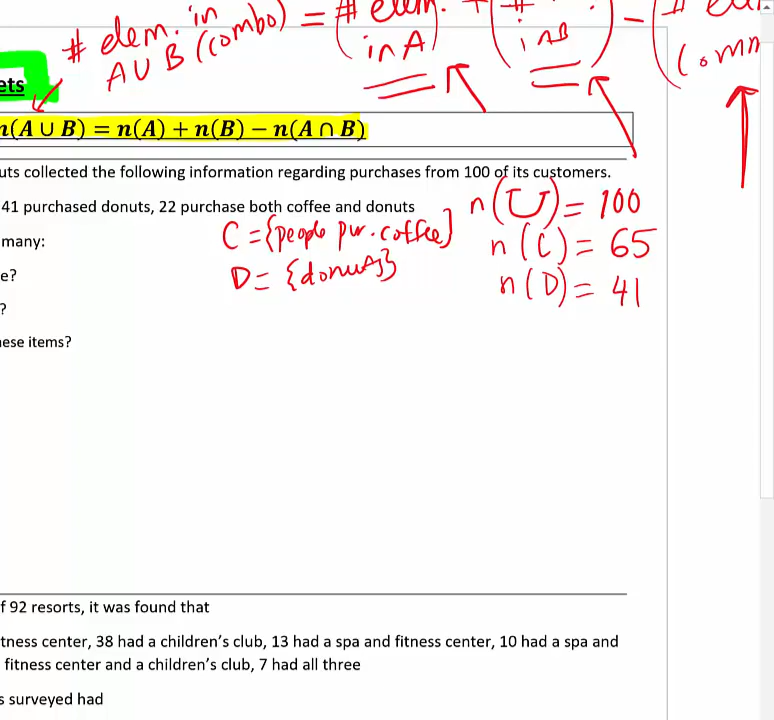 # elem. in
A ∪ B (combo) = (# elem. in A) + (# in B) − (#
ets
n(A ∪ B) = n(A) + n(B) − n(A ∩ B)
uts collected the following information regarding purchases from 100 of its customers.
41 purchased donuts, 22 purchase both coffee and donuts
n(U) = 100
many:
C = {people pur. coffee}
n(C) = 65
e?
D = {donuts}
n(D) = 41
?
nese items?
f 92 resorts, it was found that
tness center, 38 had a children's club, 13 had a spa and fitness center, 10 had a spa and
fitness center and a children's club, 7 had all three
s surveyed had